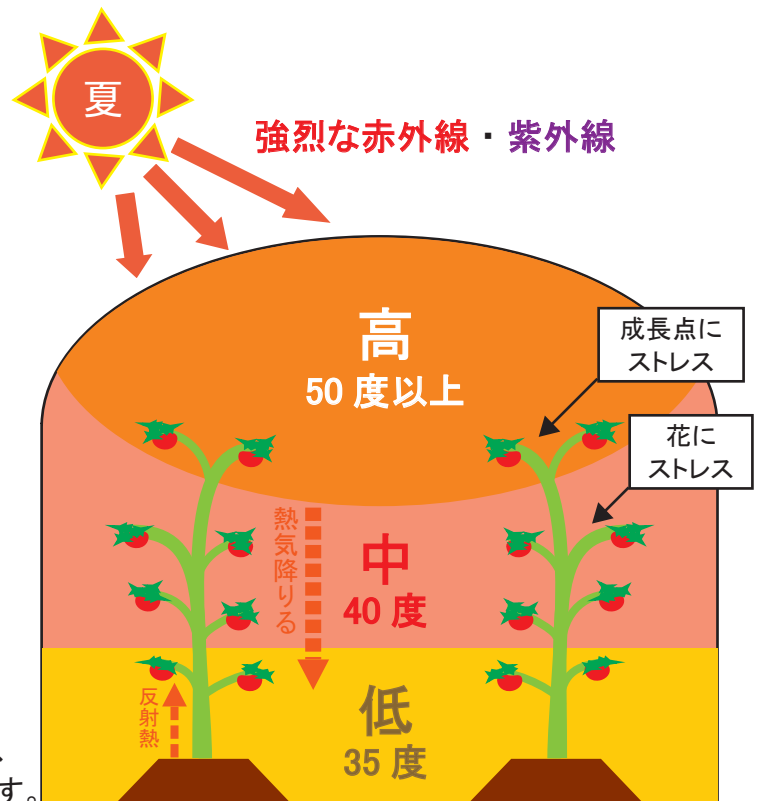 夏
強烈な赤外線・紫外線
高
50 度以上
成長点に
ストレス
花に
ストレス
熱気降りる
中
40 度
反射熱
低
35 度
、
す。